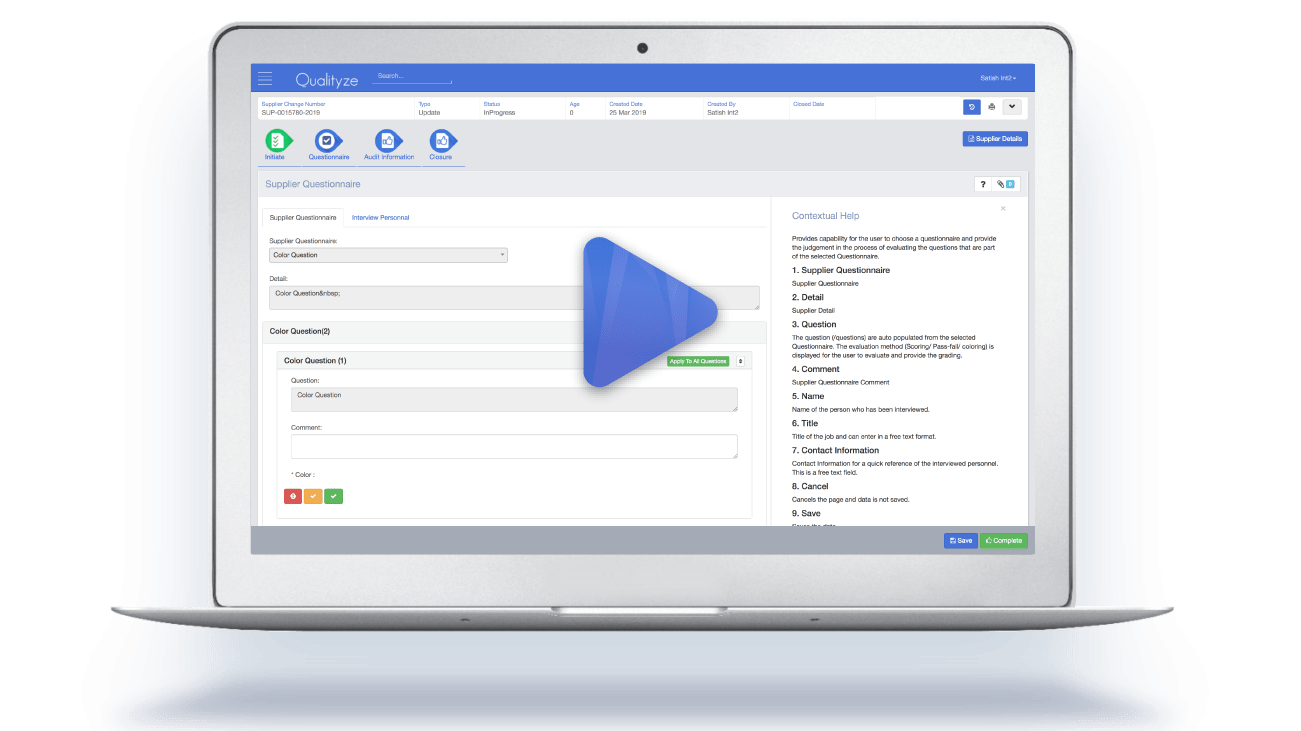 Qualityze
Search...
Satish Int2
Supplier Change Number
Type
Status
Age
Created Date
Created By
Closed Date
SUP-0015780-2019
Update
InProgress
0
25 Mar 2019
Satish Int2
Supplier Details
Initiate
Questionnaire
Audit Information
Closure
Supplier Questionnaire
?
0
Supplier Questionnaire
Interview Personnal
Supplier Questionnaire:
Color Question
Detail:
Color Question&nbsp;
Color Question(2)
Color Question (1)
Apply To All Questions
Question:
Color Question
Comment:
* Color :
Contextual Help
×
Provides capability for the user to choose a questionnaire and provide
the judgement in the process of evaluating the questions that are part
of the selected Questionnaire.
1. Supplier Questionnaire
Supplier Questionnaire
2. Detail
Supplier Detail
3. Question
The question (/questions) are auto populated from the selected
Questionnaire. The evaluation method (Scoring/ Pass-fail/ coloring) is
displayed for the user to evaluate and provide the grading.
4. Comment
Supplier Questionnaire Comment
5. Name
Name of the person who has been interviewed.
6. Title
Title of the job and can enter in a free text format.
7. Contact Information
Contact Information for a quick reference of the interviewed personnel.
This is a free text field.
8. Cancel
Cancels the page and data is not saved.
9. Save
Save
Complete